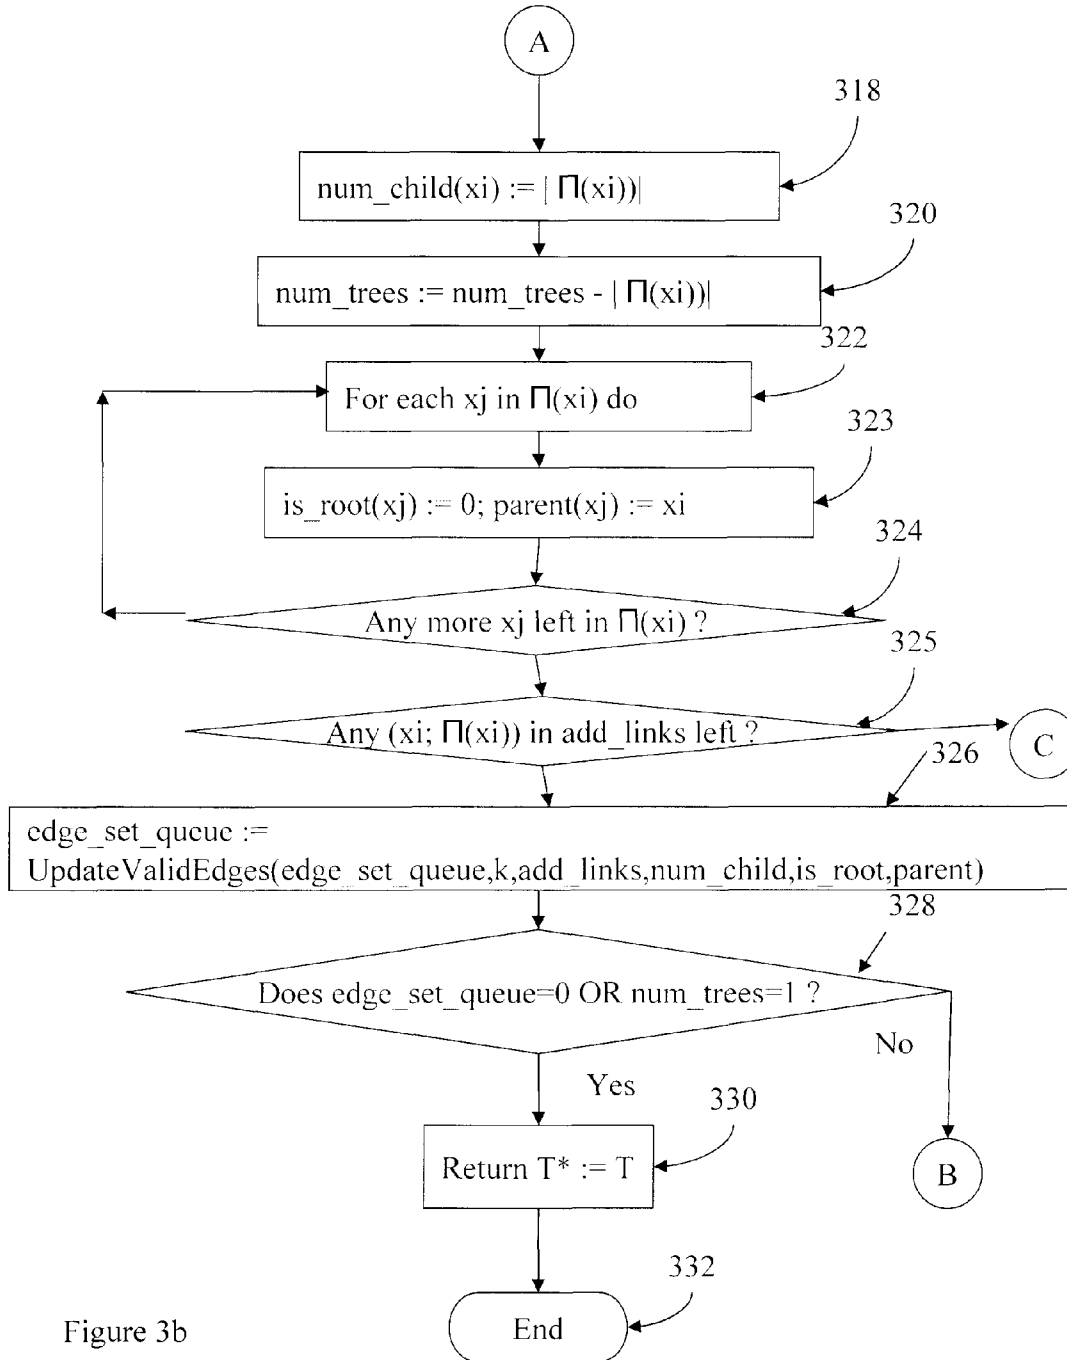 A
318
num_child(xi) := | Π(xi))|
320
num_trees := num_trees - | Π(xi))|
322
For each xj in Π(xi) do
323
is_root(xj) := 0; parent(xj) := xi
324
Any more xj left in Π(xi) ?
325
Any (xi; Π(xi)) in add_links left ?
C
326
edge_set_queue :=
UpdateValidEdges(edge_set_queue,k,add_links,num_child,is_root,parent)
328
Does edge_set_queue=0 OR num_trees=1 ?
No
Yes
330
Return T* := T
B
332
End
Figure 3b